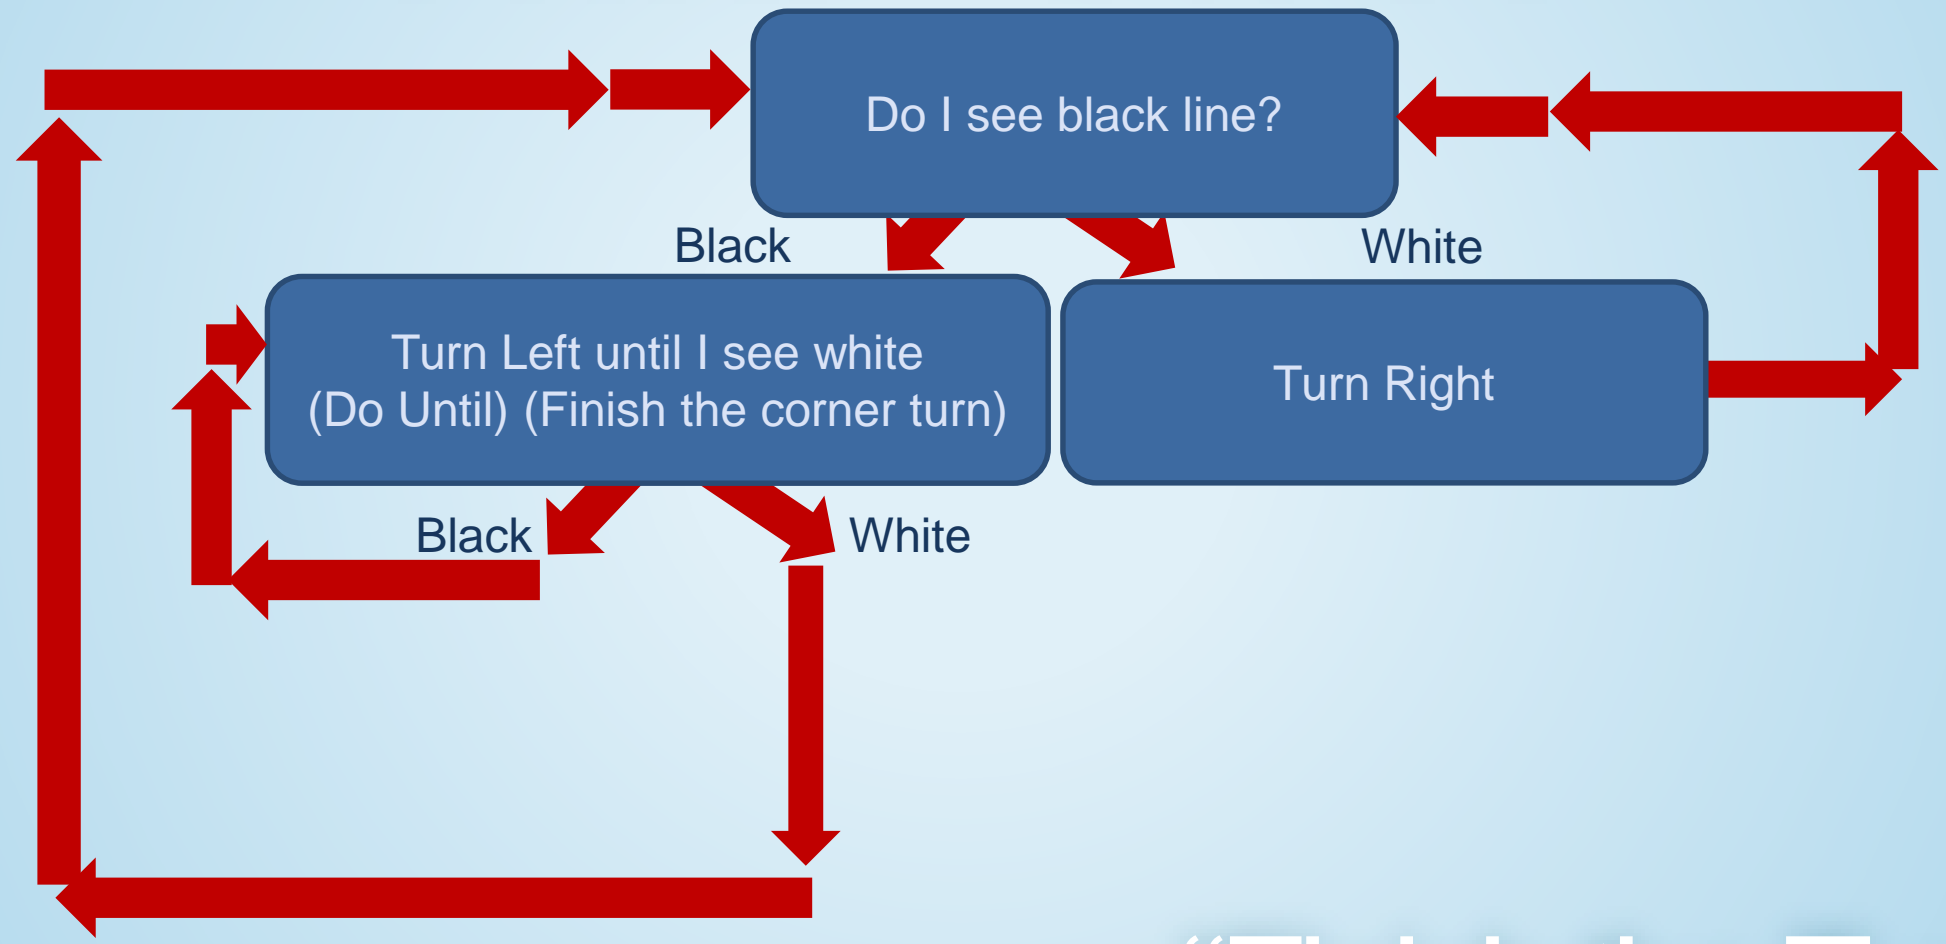 Do I see black line?
Black
White
Turn Left until I see white
(Do Until) (Finish the corner turn)
Turn Right
Black
White